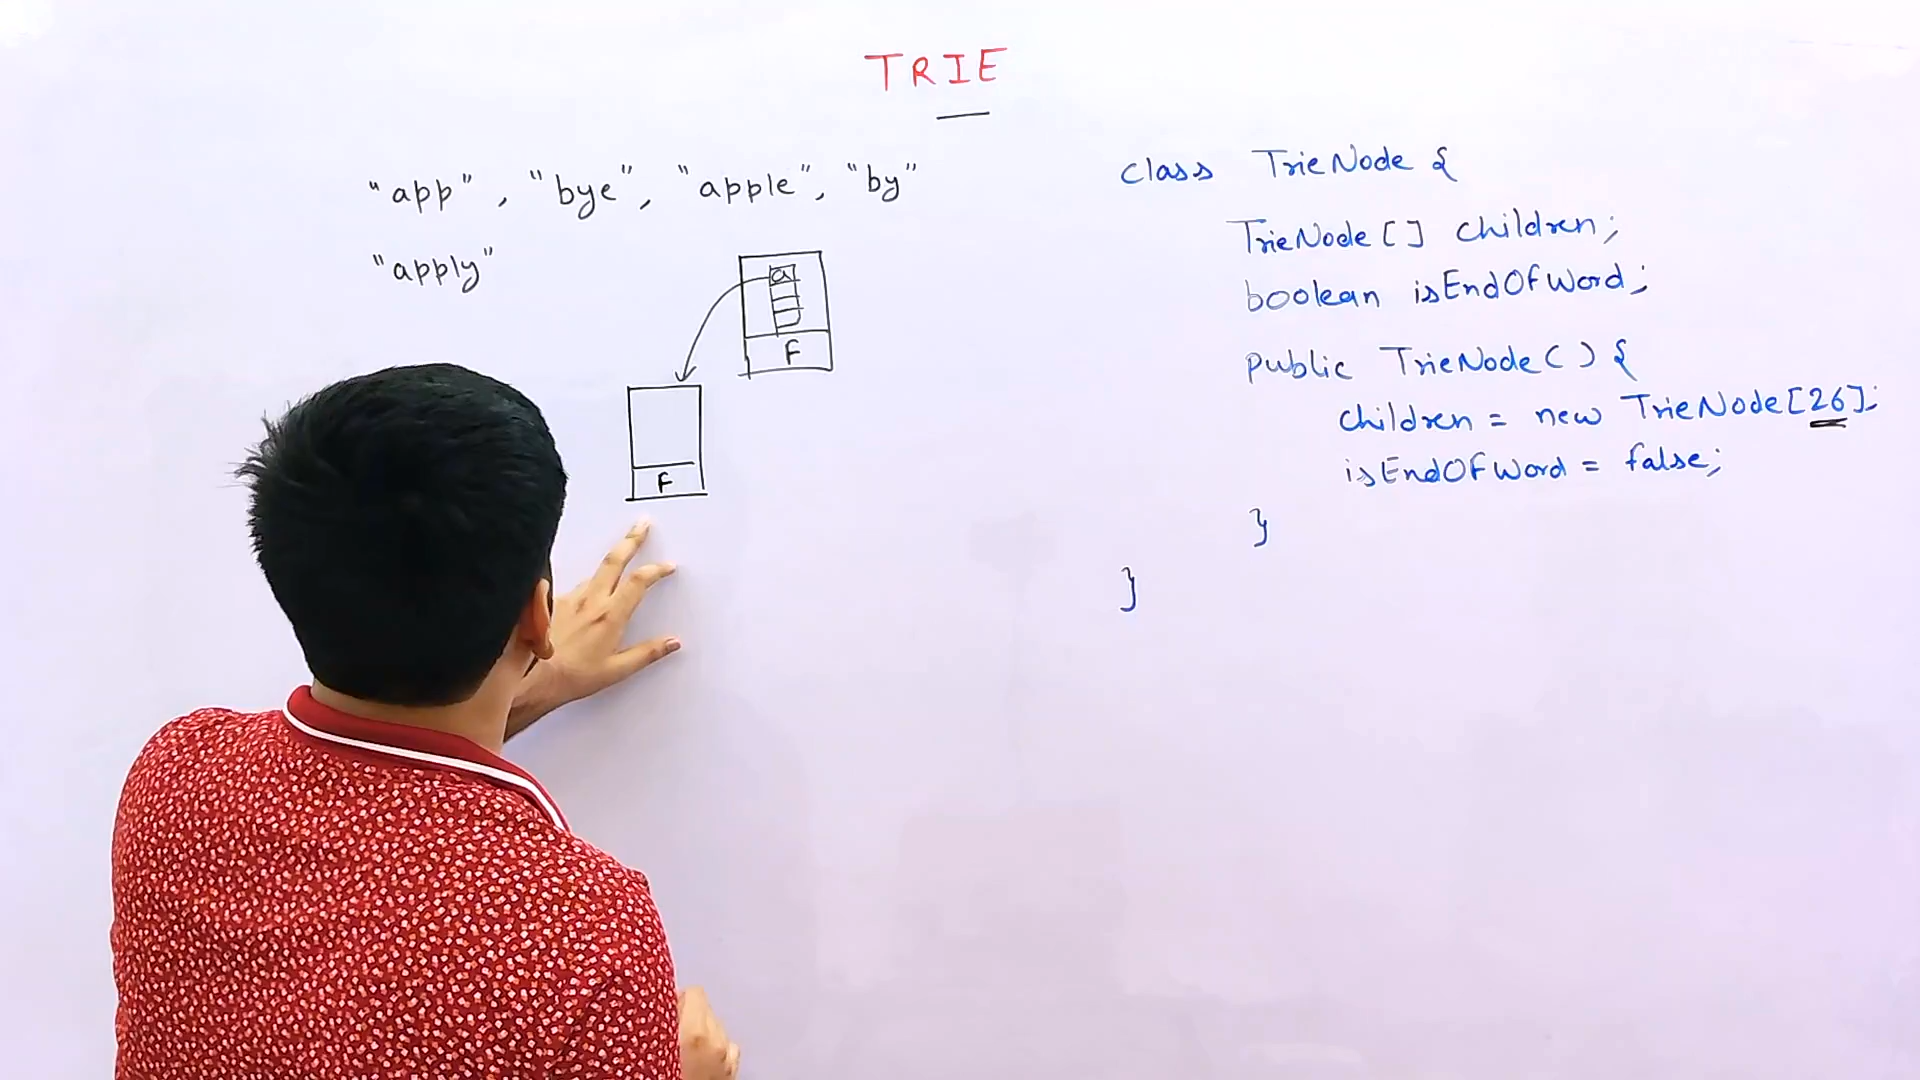 TRIE
"app", "bye", "apple", "by"
"apply"
a
F
F
class TrieNode {
TrieNode[] children;
boolean isEndOfWord;
public TrieNode() {
children = new TrieNode[26];
isEndOfWord = false;
}
}